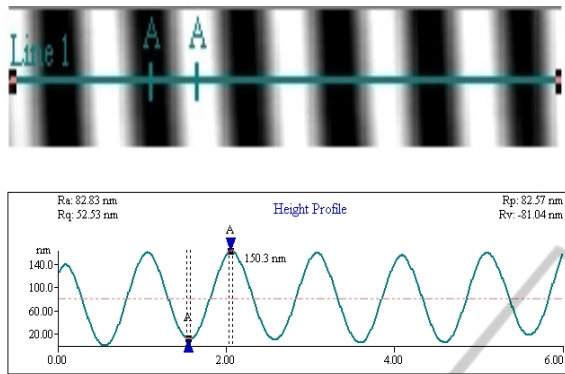 Line 1 A A
Ra: 82.83 nm
Rq: 52.53 nm
Height Profile
Rp: 82.57 nm
Rv: -81.04 nm
A
nm
150.3 nm
140.0
100.0
60.00
A
20.00
0.00 2.00 4.00 6.00